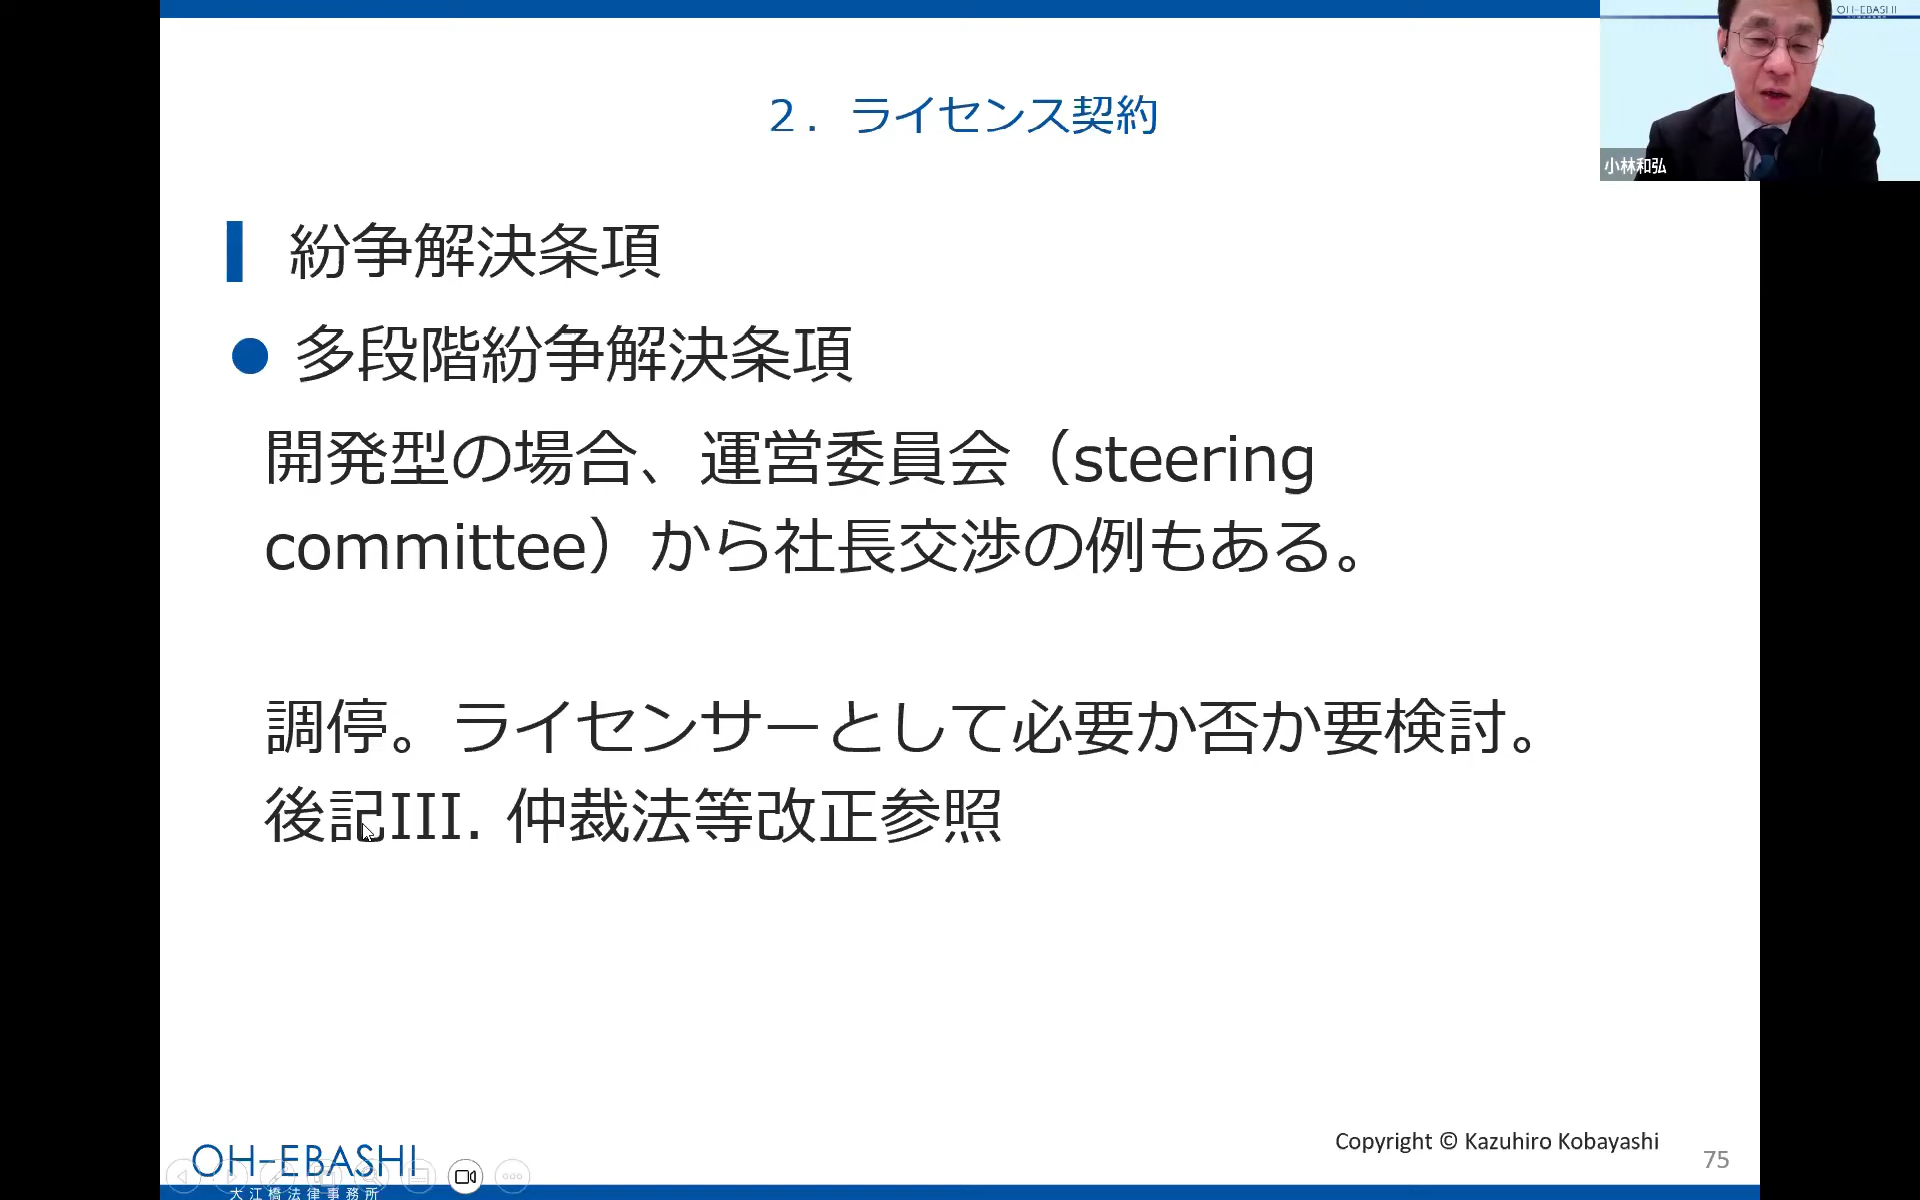 OH-EBASHI
小林和弘
２．ライセンス契約
紛争解決条項
多段階紛争解決条項
開発型の場合、運営委員会（steering
committee）から社長交渉の例もある。
調停。ライセンサーとして必要か否か要検討。
後記III. 仲裁法等改正参照
Copyright © Kazuhiro Kobayashi
75
OH-EBASHI
大江橋法律事務所